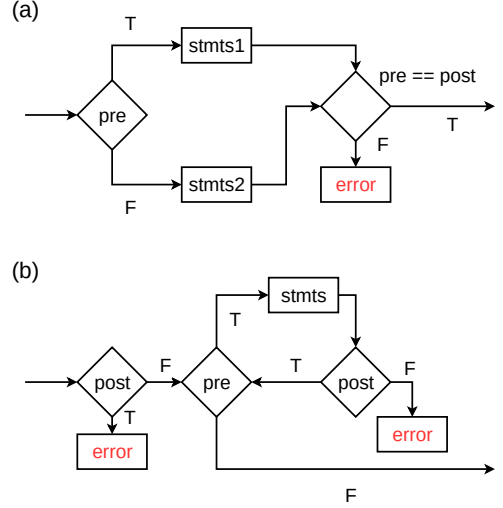 (a)
T
stmts1
pre == post
pre
T
F
F
stmts2
error
(b)
stmts
T
F
T
F
post
pre
post
T
error
error
F